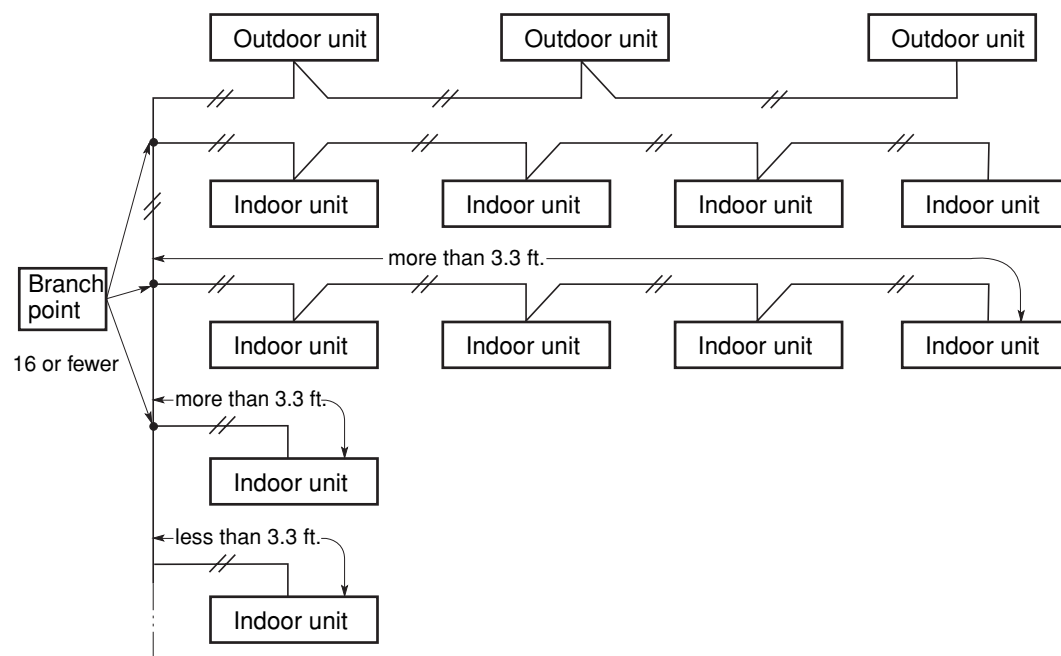 Outdoor unit Outdoor unit Outdoor unit
Indoor unit Indoor unit Indoor unit Indoor unit
more than 3.3 ft.
Branch
point
Indoor unit Indoor unit Indoor unit Indoor unit
16 or fewer
more than 3.3 ft.
Indoor unit
less than 3.3 ft.
Indoor unit